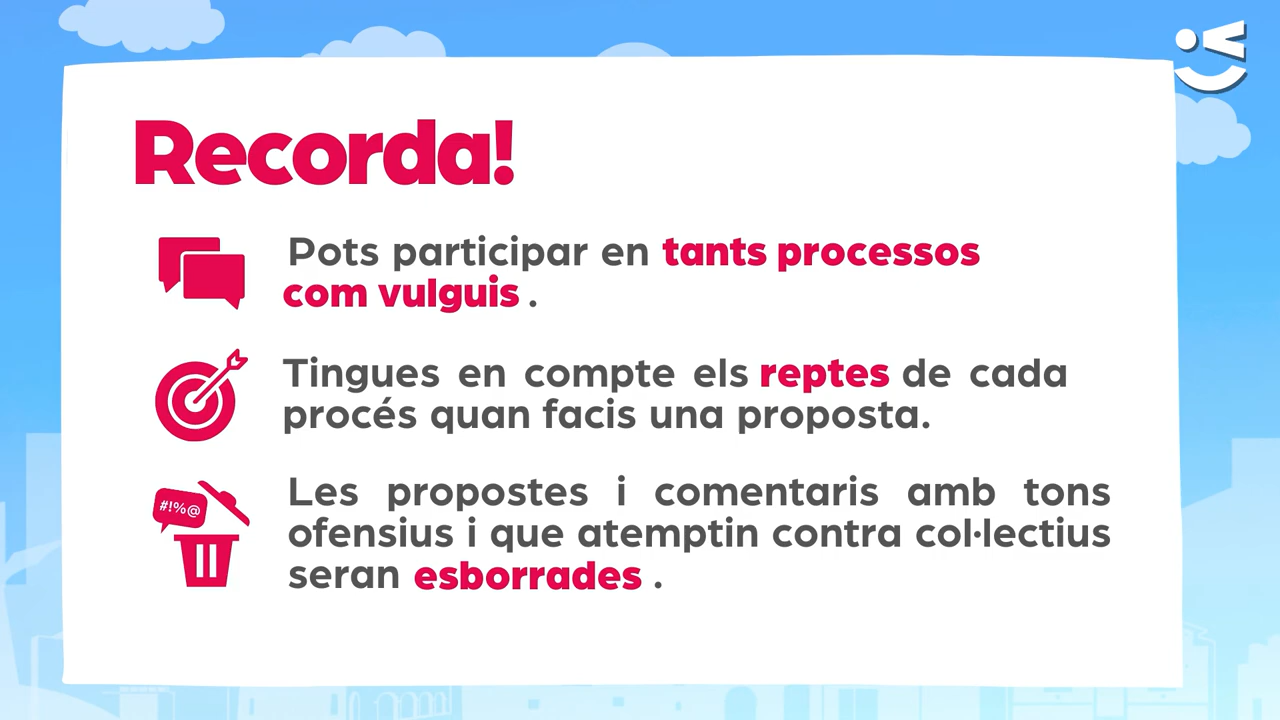 Recorda!
Pots participar en tants processos
com vulguis .
Tingues en compte els reptes de cada
procés quan facis una proposta.
#!%@
Les propostes i comentaris amb tons
ofensius i que atemptin contra col·lectius
seran esborrades .